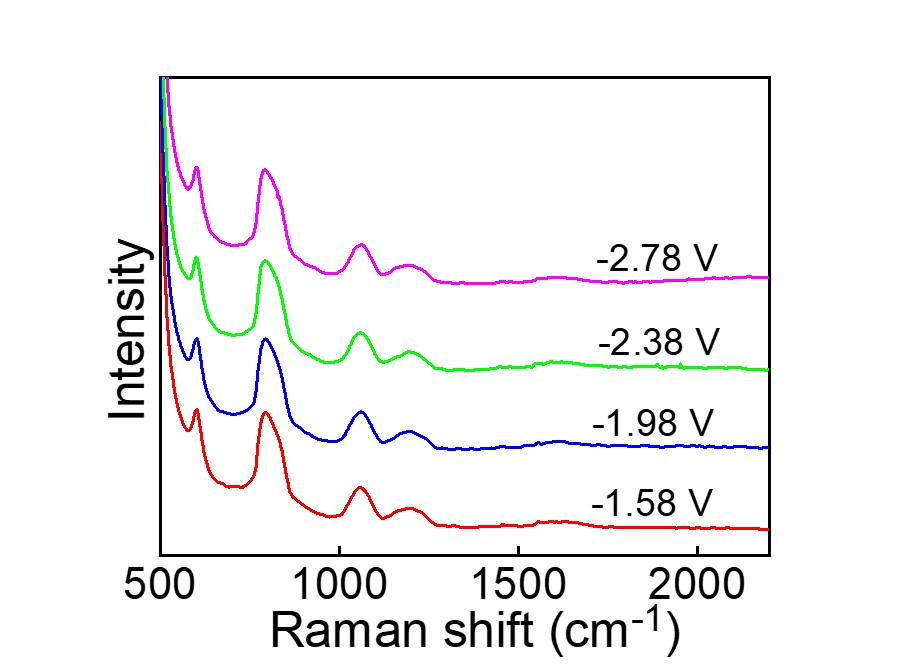 Intensity
-2.78 V
-2.38 V
-1.98 V
-1.58 V
500 1000 1500 2000
Raman shift (cm⁻¹)